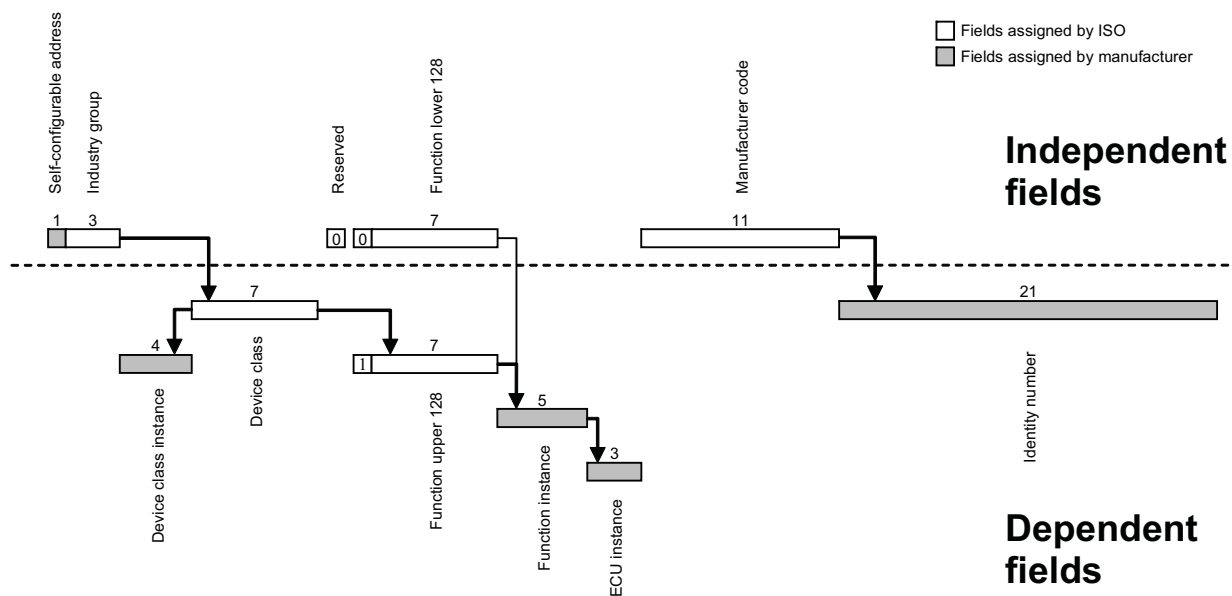 Fields assigned by ISO
Fields assigned by manufacturer
Self-configurable address
Industry group
Reserved
Function lower 128
Manufacturer code
Independent
fields
1
3
0
0
7
11
7
21
4
1
7
5
3
Device class instance
Device class
Function upper 128
Function instance
ECU instance
Identity number
Dependent
fields